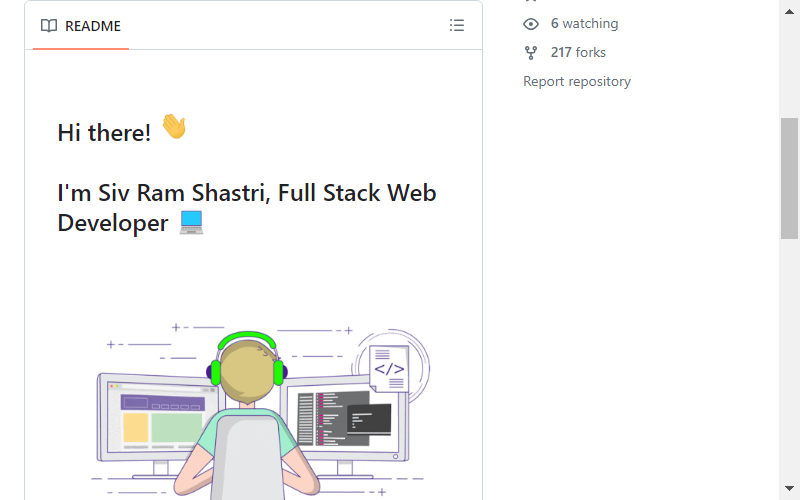 README
6 watching
217 forks
Report repository
Hi there! 👋
I'm Siv Ram Shastri, Full Stack Web
Developer 💻
</>